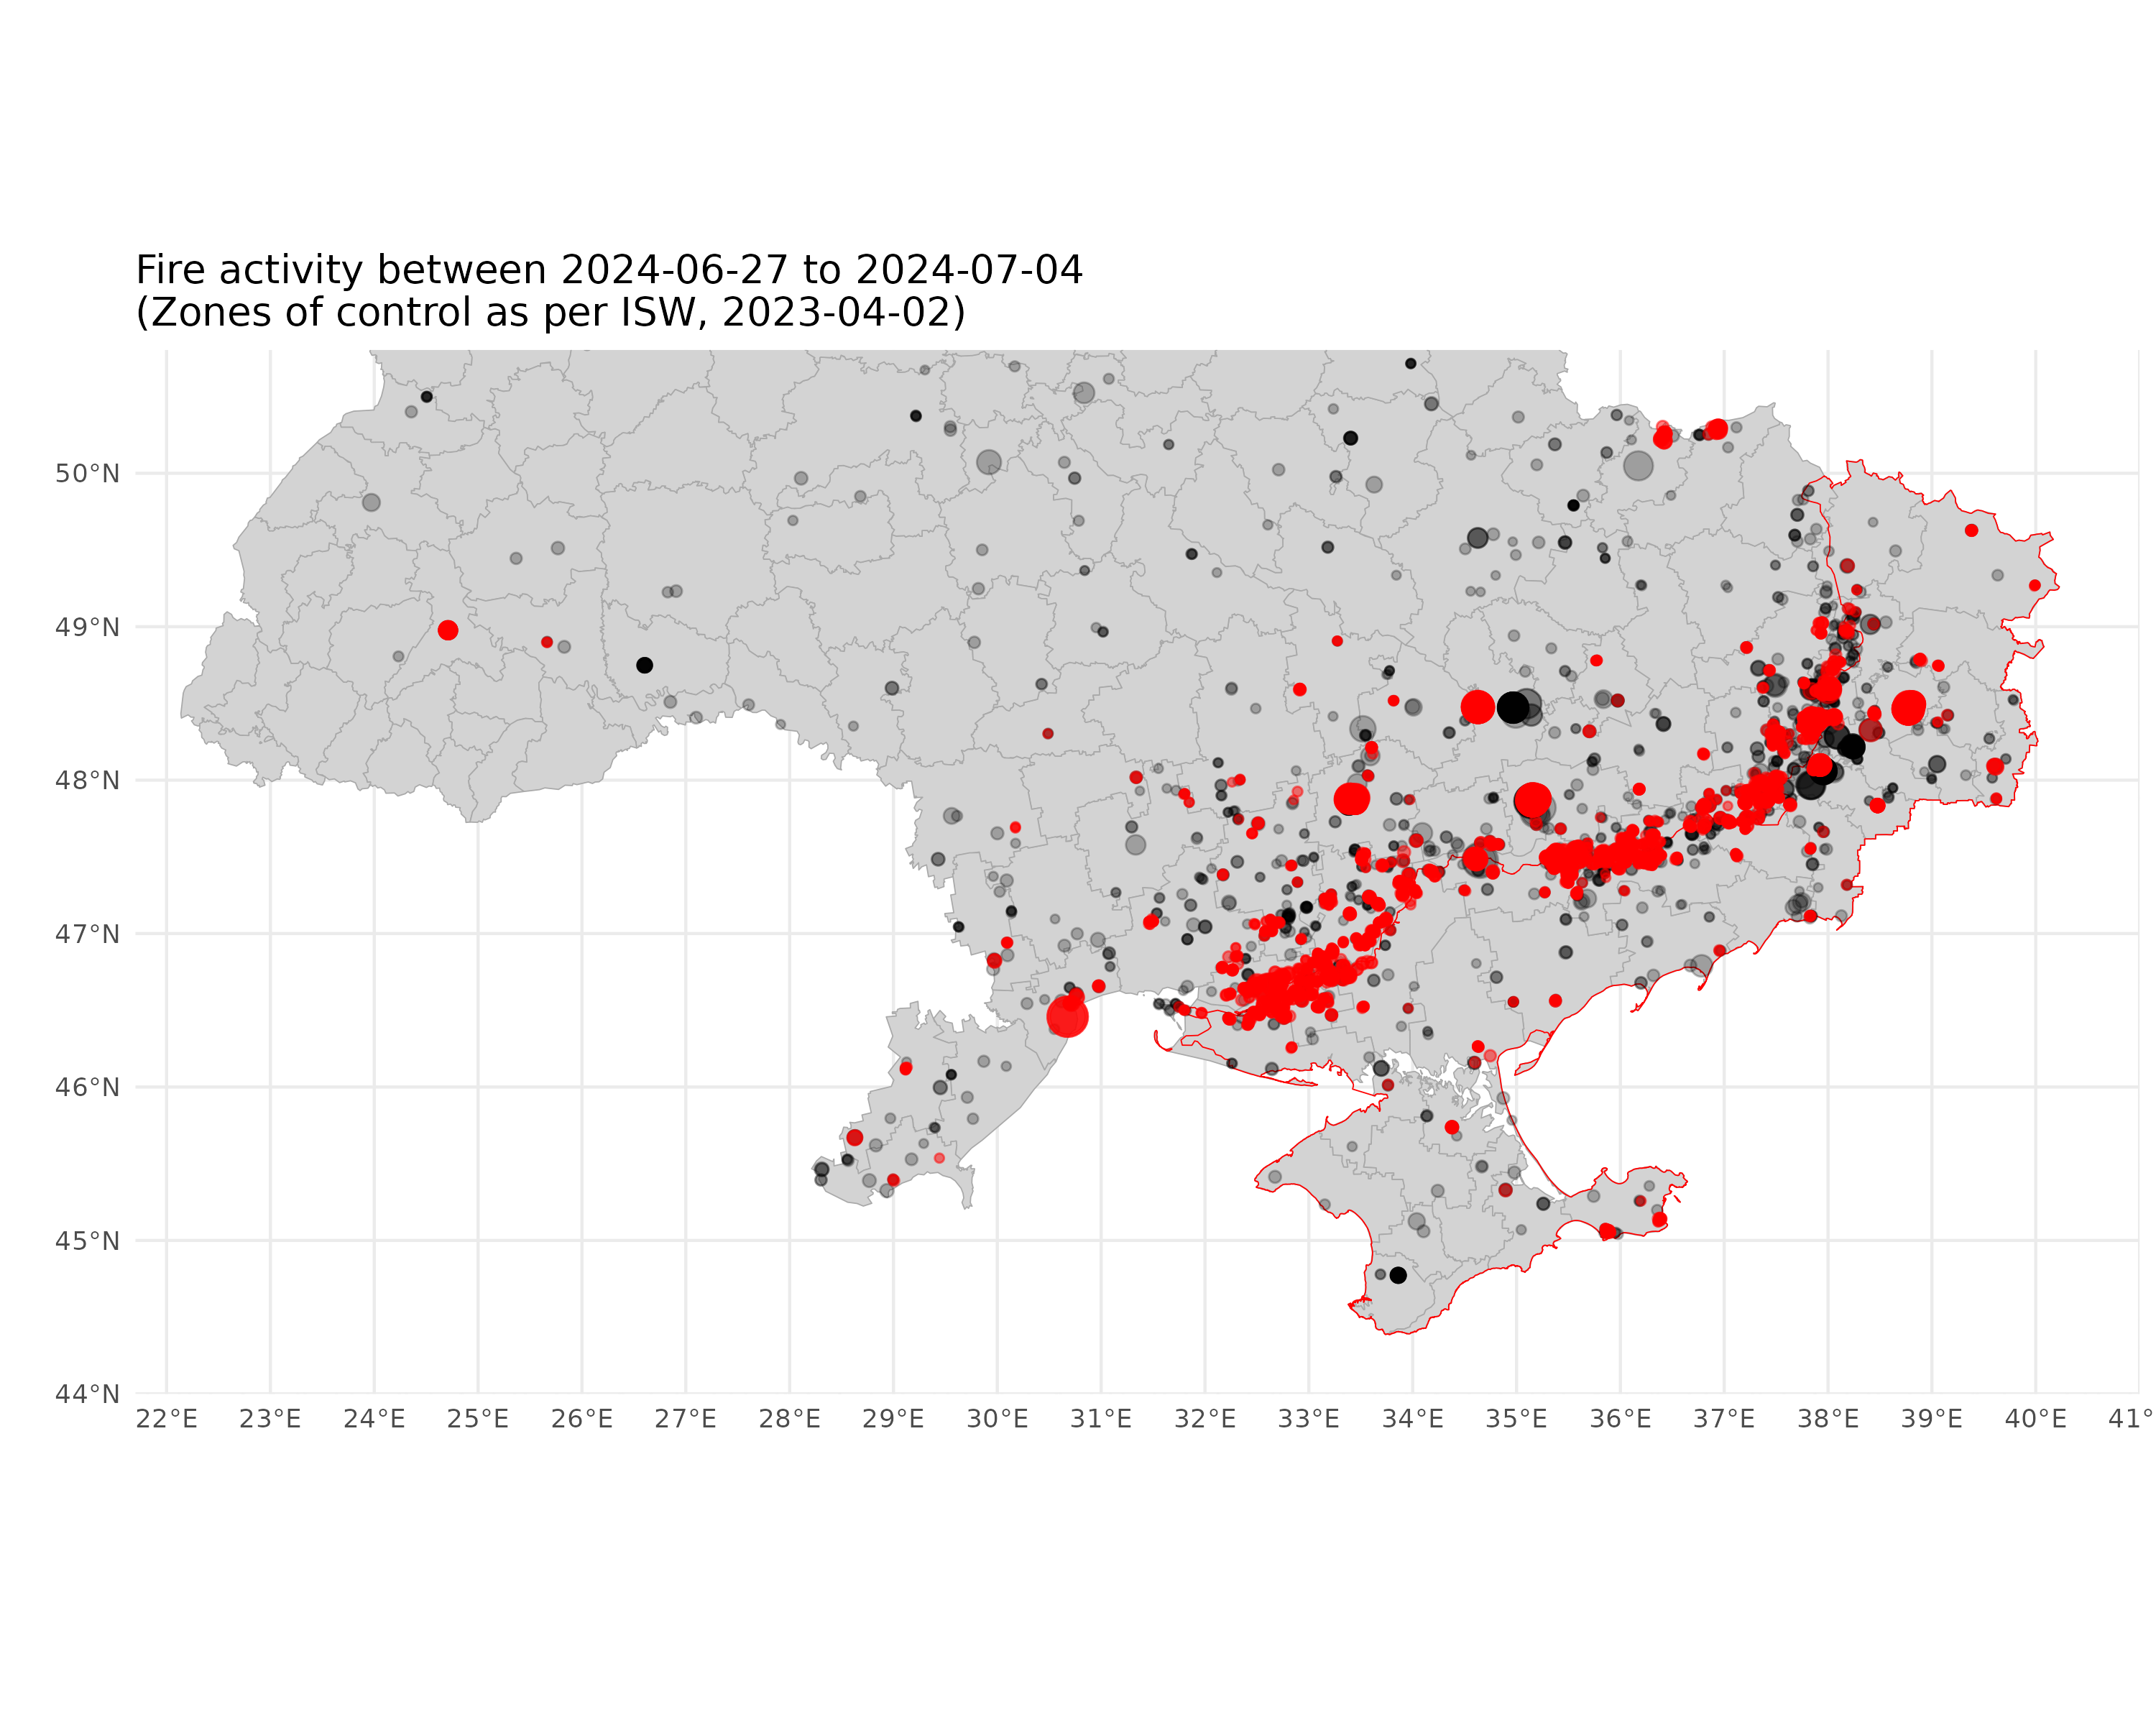 Fire activity between 2024-06-27 to 2024-07-04
(Zones of control as per ISW, 2023-04-02)
50°N
49°N
48°N
47°N
46°N
45°N
44°N
22°E 23°E 24°E 25°E 26°E 27°E 28°E 29°E 30°E 31°E 32°E 33°E 34°E 35°E 36°E 37°E 38°E 39°E 40°E 41°